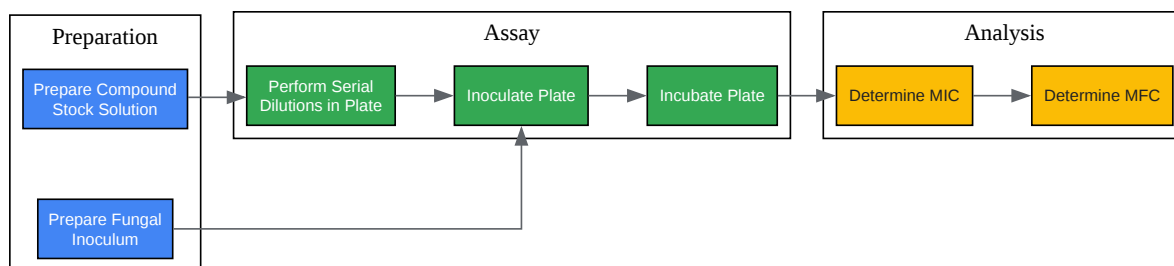 Preparation
Prepare Compound
Stock Solution
Prepare Fungal
Inoculum
Assay
Perform Serial
Dilutions in Plate
Inoculate Plate
Incubate Plate
Analysis
Determine MIC
Determine MFC